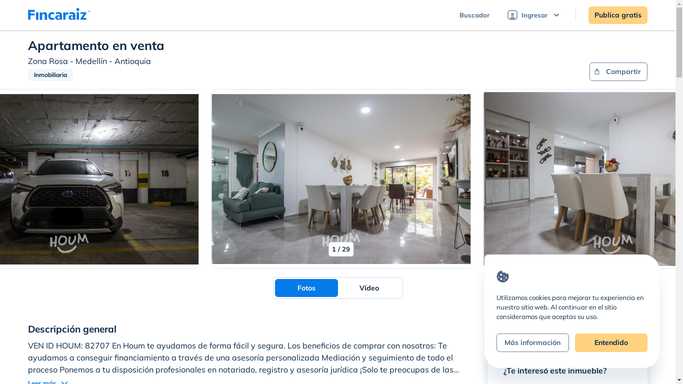 Fincaraiz
Buscador
Ingresar
Publica gratis
Apartamento en venta
Zona Rosa - Medellín - Antioquia
Inmobiliaria
Compartir
HOUM
HOUM
HOUM
1 / 29
Fotos
Video
Utilizamos cookies para mejorar tu experiencia en
nuestro sitio web. Al continuar en el sitio
consideramos que aceptas su uso.
Más información
Entendido
Descripción general
VEN ID HOUM: 82707 En Houm te ayudamos de forma fácil y segura. Los beneficios de comprar con nosotros: Te
ayudamos a conseguir financiamiento a través de una asesoría personalizada Mediación y seguimiento de todo el
proceso Ponemos a tu disposición profesionales en notariado, registro y asesoría jurídica ¡Solo te preocupas de las...
Leer más
¿Te interesó este inmueble?